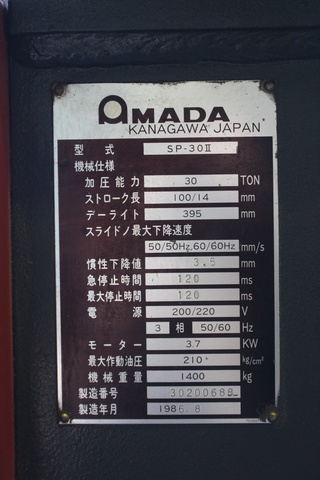 AMADA
KANAGAWA JAPAN
型式 SP-30II
機械仕様
加圧能力 30 TON
ストローク長 100/14 mm
デーライト 395 mm
スライドノ最大下降速度
50/50Hz,60/60Hz mm/s
慣性下降値 3.5 mm
急停止時間 120 ms
最大停止時間 120 ms
電源 200/220 V
3 相 50/60 Hz
モーター 3.7 KW
最大作動油圧 210 kg/cm²
機械重量 1400 kg
製造番号 30200688
製造年月 1986.8